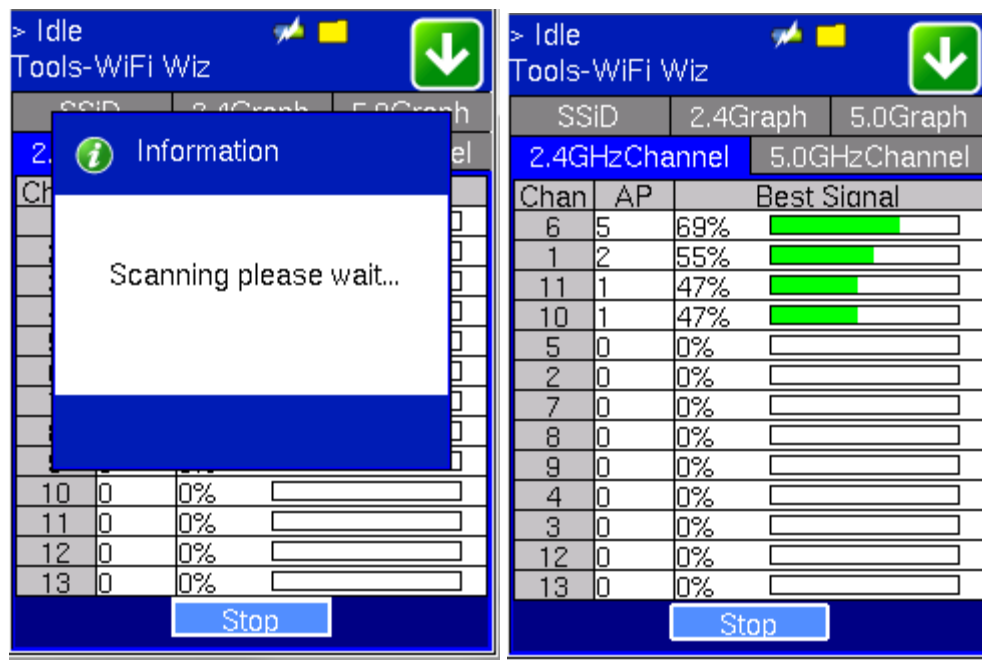 > Idle
Tools-WiFi Wiz
Information
Scanning please wait...
10 0 0%
11 0 0%
12 0 0%
13 0 0%
Stop
> Idle
Tools-WiFi Wiz
SSiD 2.4Graph 5.0Graph
2.4GHzChannel 5.0GHzChannel
Chan AP Best Signal
6 5 69%
1 2 55%
11 1 47%
10 1 47%
5 0 0%
2 0 0%
7 0 0%
8 0 0%
9 0 0%
4 0 0%
3 0 0%
12 0 0%
13 0 0%
Stop